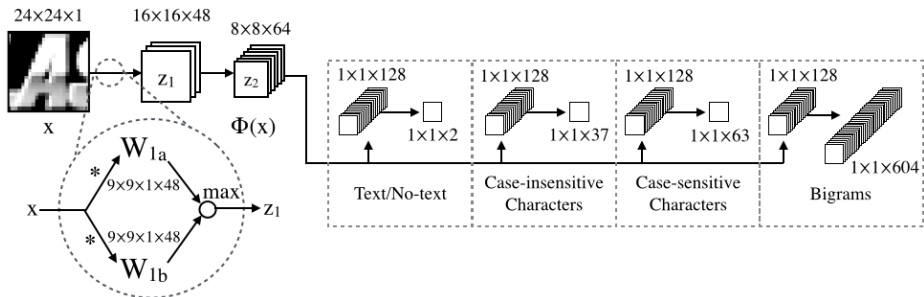 24×24×1
16×16×48
8×8×64
z1
z2
x
Φ(x)
W1a
*
9×9×1×48
max
x
z1
*
9×9×1×48
W1b
1×1×128
1×1×2
Text/No-text
1×1×128
1×1×37
Case-insensitive
Characters
1×1×128
1×1×63
Case-sensitive
Characters
1×1×128
1×1×604
Bigrams